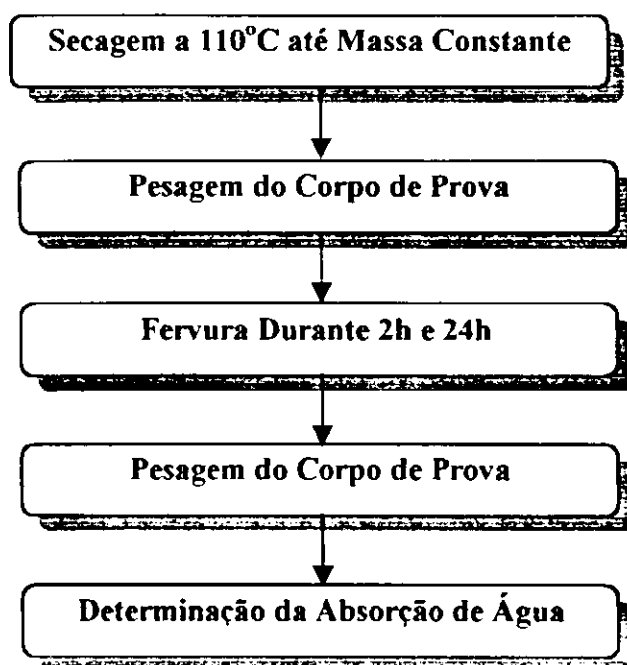 Secagem a 110°C até Massa Constante
Pesagem do Corpo de Prova
Fervura Durante 2h e 24h
Pesagem do Corpo de Prova
Determinação da Absorção de Água